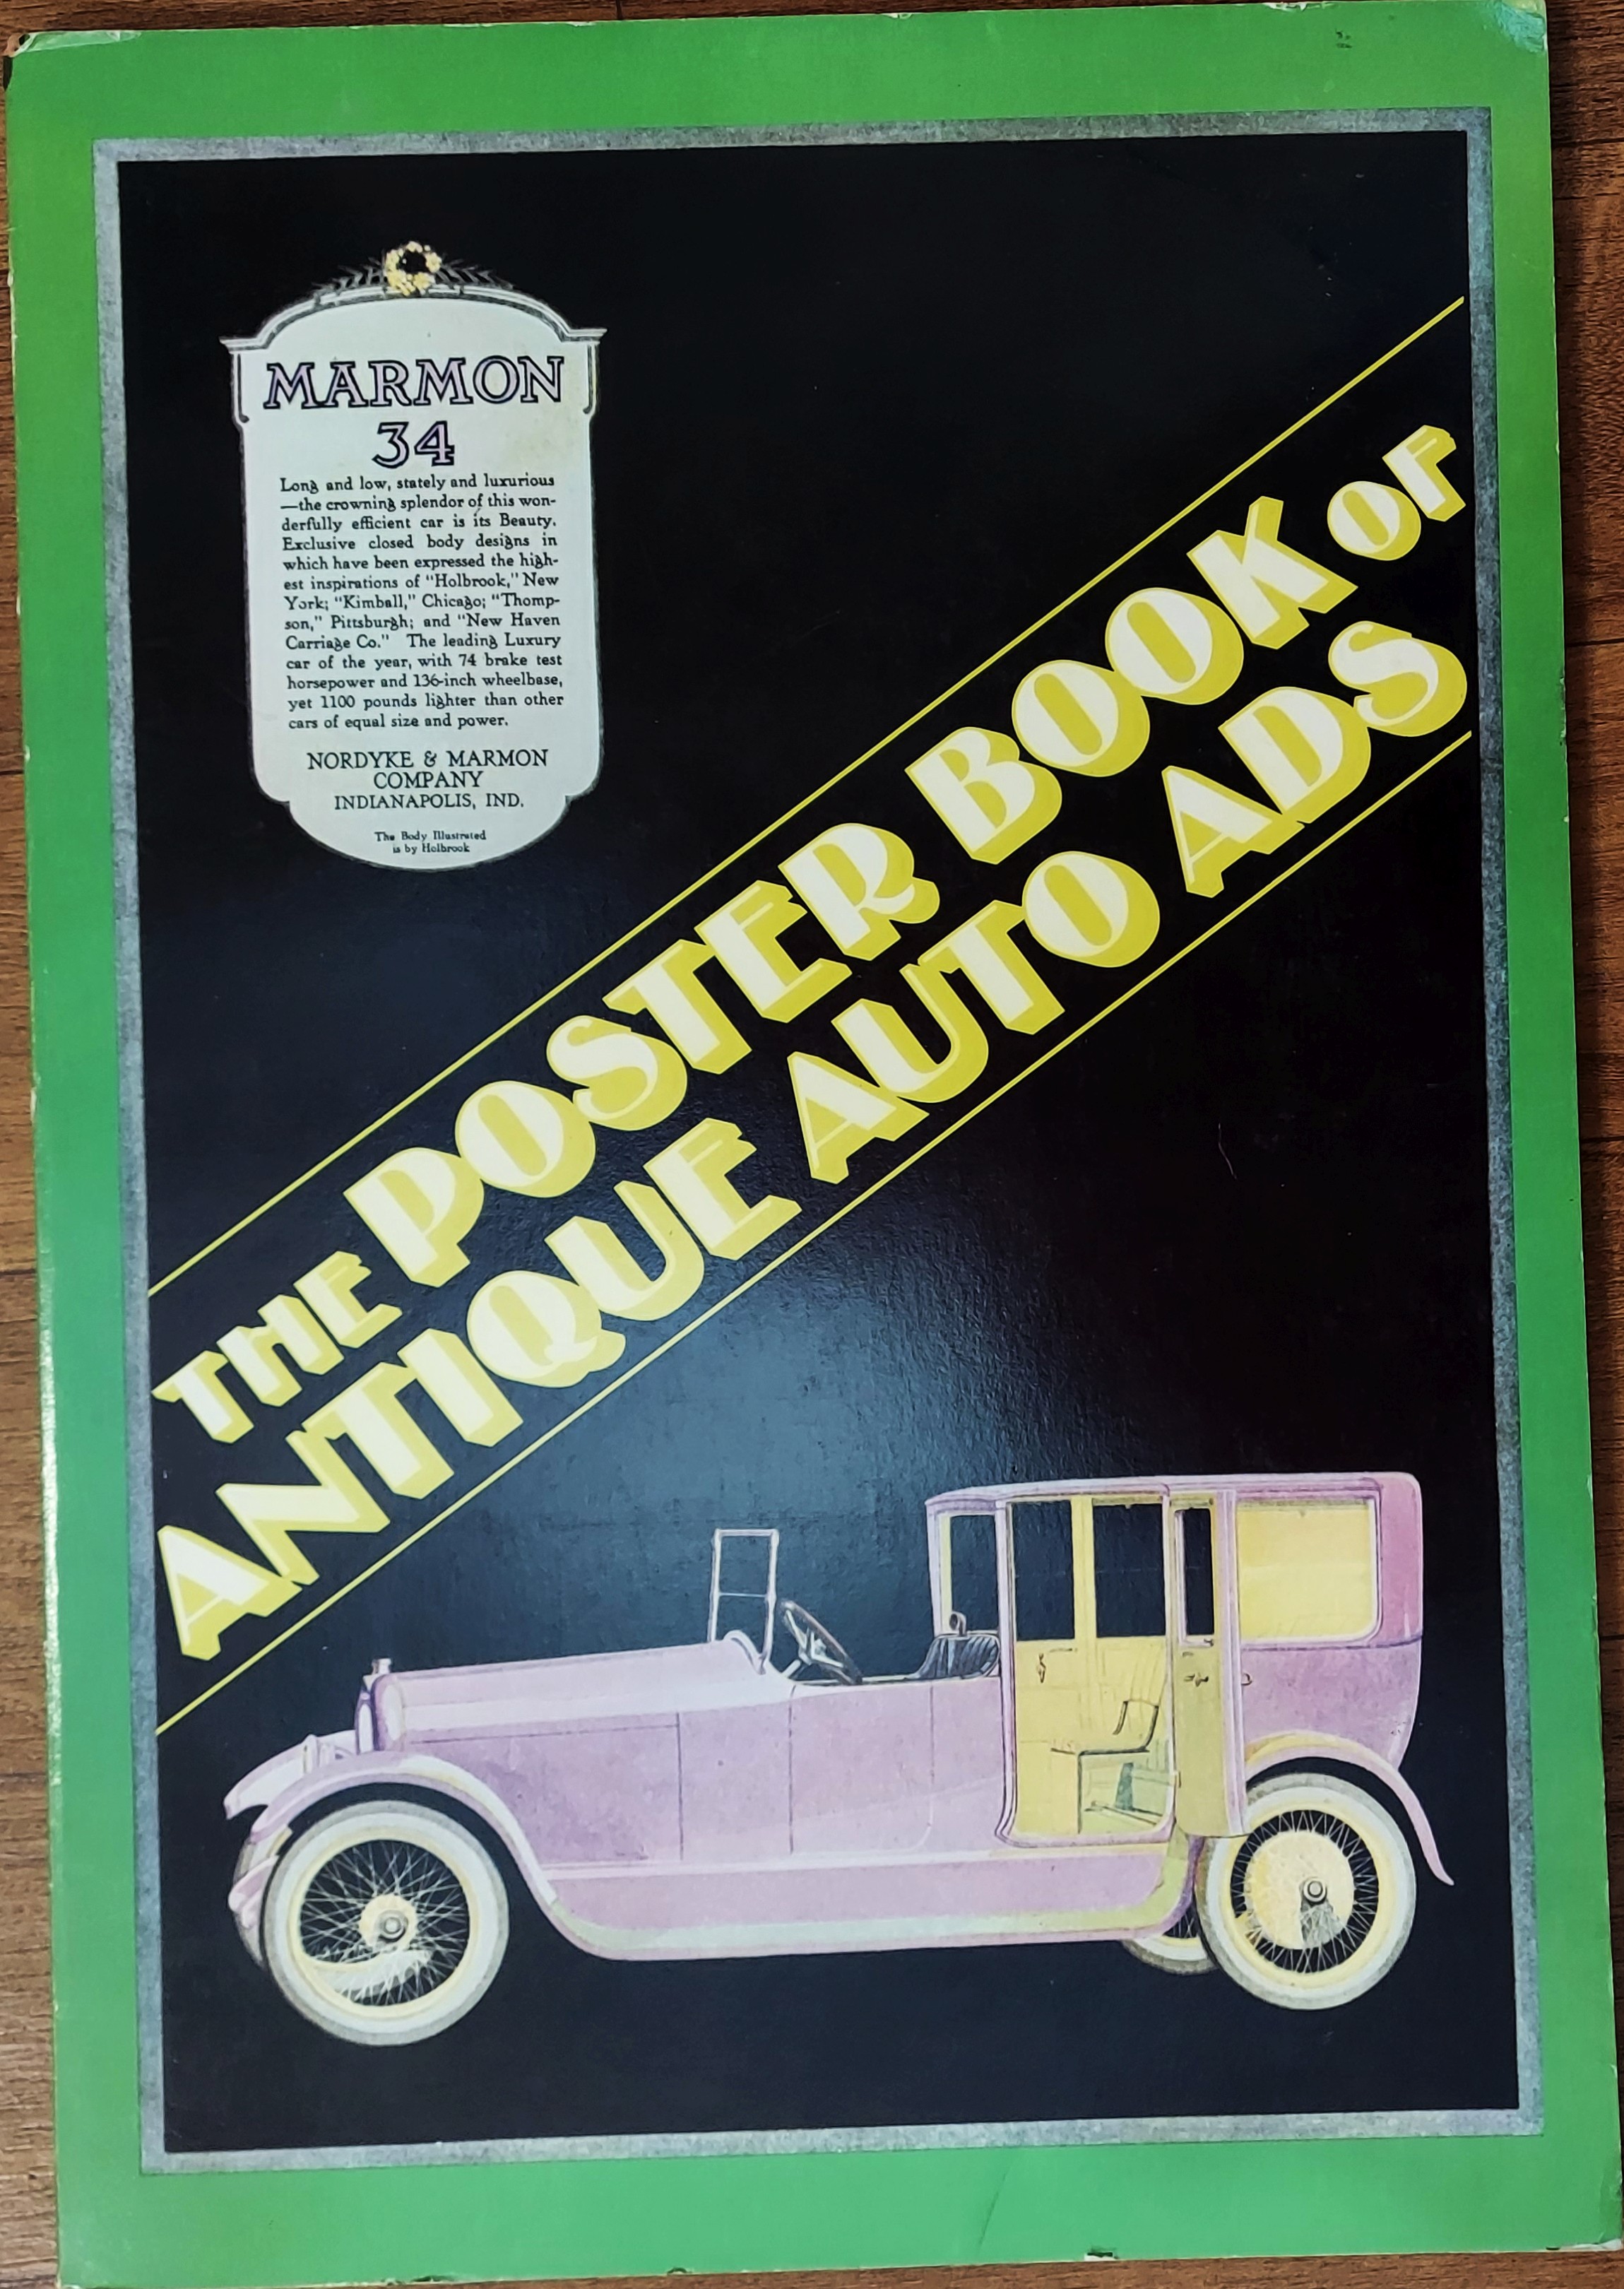 MARMON
34
Long and low, stately and luxurious
—the crowning splendor of this won-
derfully efficient car is its Beauty.
Exclusive closed body designs in
which have been expressed the high-
est inspirations of "Holbrook," New
York; "Kimball," Chicago; "Thomp-
son," Pittsburgh; and "New Haven
Carriage Co." The leading Luxury
car of the year, with 74 brake test
horsepower and 136-inch wheelbase,
yet 1100 pounds lighter than other
cars of equal size and power.
NORDYKE & MARMON
COMPANY
INDIANAPOLIS, IND.
The Body Illustrated
is by Holbrook
THE POSTER BOOK OF
ANTIQUE AUTO ADS